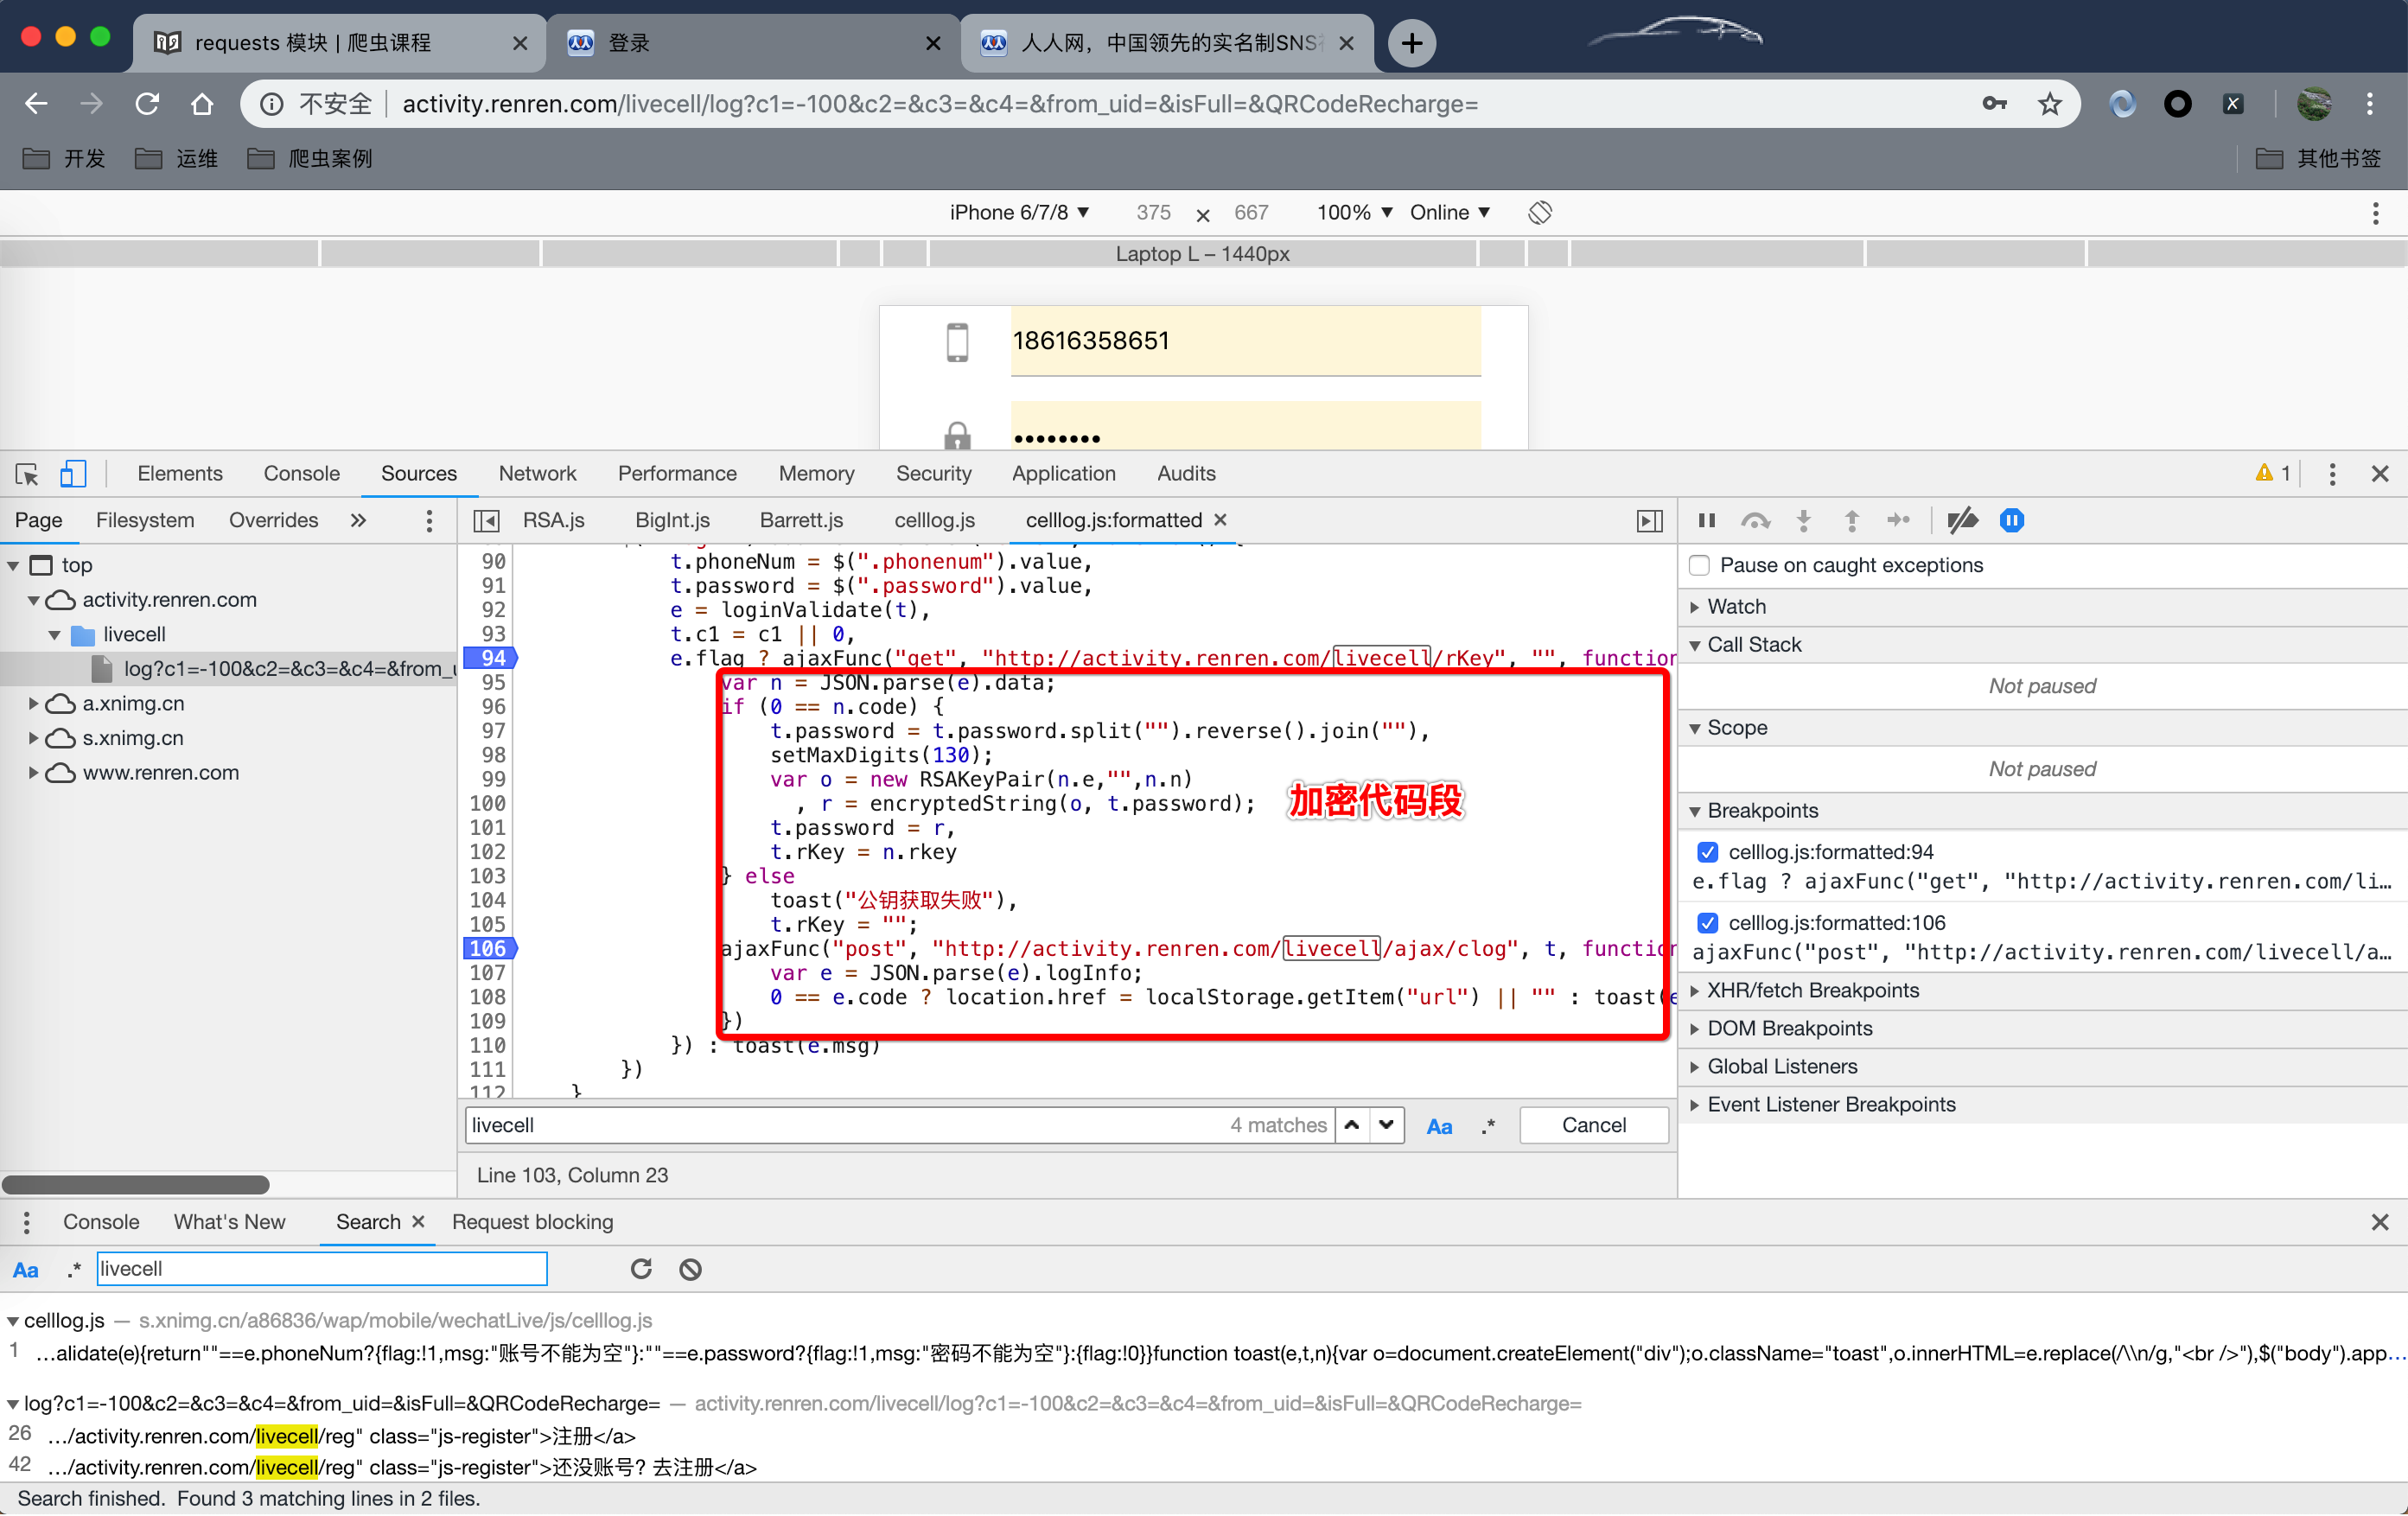 requests 模块 | 爬虫课程
登录
人人网，中国领先的实名制SNS
不安全 activity.renren.com/livecell/log?c1=-100&c2=&c3=&c4=&from_uid=&isFull=&QRCodeRecharge=
开发 运维 爬虫案例 其他书签
iPhone 6/7/8 375 × 667 100% Online
Laptop L – 1440px
18616358651
••••••••
Elements Console Sources Network Performance Memory Security Application Audits 1
Page Filesystem Overrides »
RSA.js BigInt.js Barrett.js celllog.js celllog.js:formatted ×
top
activity.renren.com
livecell
log?c1=-100&c2=&c3=&c4=&from_u
a.xnimg.cn
s.xnimg.cn
www.renren.com
90 t.phoneNum = $(".phonenum").value,
91 t.password = $(".password").value,
92 e = loginValidate(t),
93 t.c1 = c1 || 0,
94 e.flag ? ajaxFunc("get", "http://activity.renren.com/livecell/rKey", "", function
95 var n = JSON.parse(e).data;
96 if (0 == n.code) {
97 t.password = t.password.split("").reverse().join(""),
98 setMaxDigits(130);
99 var o = new RSAKeyPair(n.e,"",n.n)
100 , r = encryptedString(o, t.password);
加密代码段
101 t.password = r,
102 t.rKey = n.rkey
103 } else
104 toast("公钥获取失败"),
105 t.rKey = "";
106 ajaxFunc("post", "http://activity.renren.com/livecell/ajax/clog", t, function
107 var e = JSON.parse(e).logInfo;
108 0 == e.code ? location.href = localStorage.getItem("url") || "" : toast(e
109 })
110 }) : toast(e.msg)
111 })
112 }
livecell 4 matches Aa .* Cancel
Line 103, Column 23
Pause on caught exceptions
Watch
Call Stack
Not paused
Scope
Not paused
Breakpoints
celllog.js:formatted:94
e.flag ? ajaxFunc("get", "http://activity.renren.com/li…
celllog.js:formatted:106
ajaxFunc("post", "http://activity.renren.com/livecell/a…
XHR/fetch Breakpoints
DOM Breakpoints
Global Listeners
Event Listener Breakpoints
Console What's New Search × Request blocking
Aa .* livecell
celllog.js — s.xnimg.cn/a86836/wap/mobile/wechatLive/js/celllog.js
1 …alidate(e){return""==e.phoneNum?{flag:!1,msg:"账号不能为空"}:""==e.password?{flag:!1,msg:"密码不能为空"}:{flag:!0}}function toast(e,t,n){var o=document.createElement("div");o.className="toast",o.innerHTML=e.replace(/\\n/g,"<br />"),$("body").app…
log?c1=-100&c2=&c3=&c4=&from_uid=&isFull=&QRCodeRecharge= — activity.renren.com/livecell/log?c1=-100&c2=&c3=&c4=&from_uid=&isFull=&QRCodeRecharge=
26 …/activity.renren.com/livecell/reg" class="js-register">注册</a>
42 …/activity.renren.com/livecell/reg" class="js-register">还没账号? 去注册</a>
Search finished. Found 3 matching lines in 2 files.